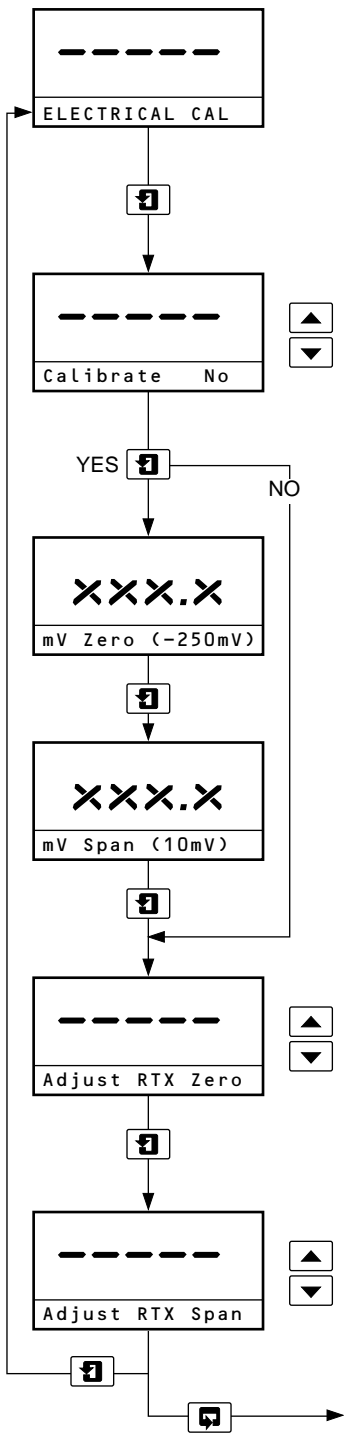 -----
ELECTRICAL CAL
-----
Calibrate No
YES
NO
xxx.x
mV Zero (-250mV)
xxx.x
mV Span (10mV)
-----
Adjust RTX Zero
-----
Adjust RTX Span